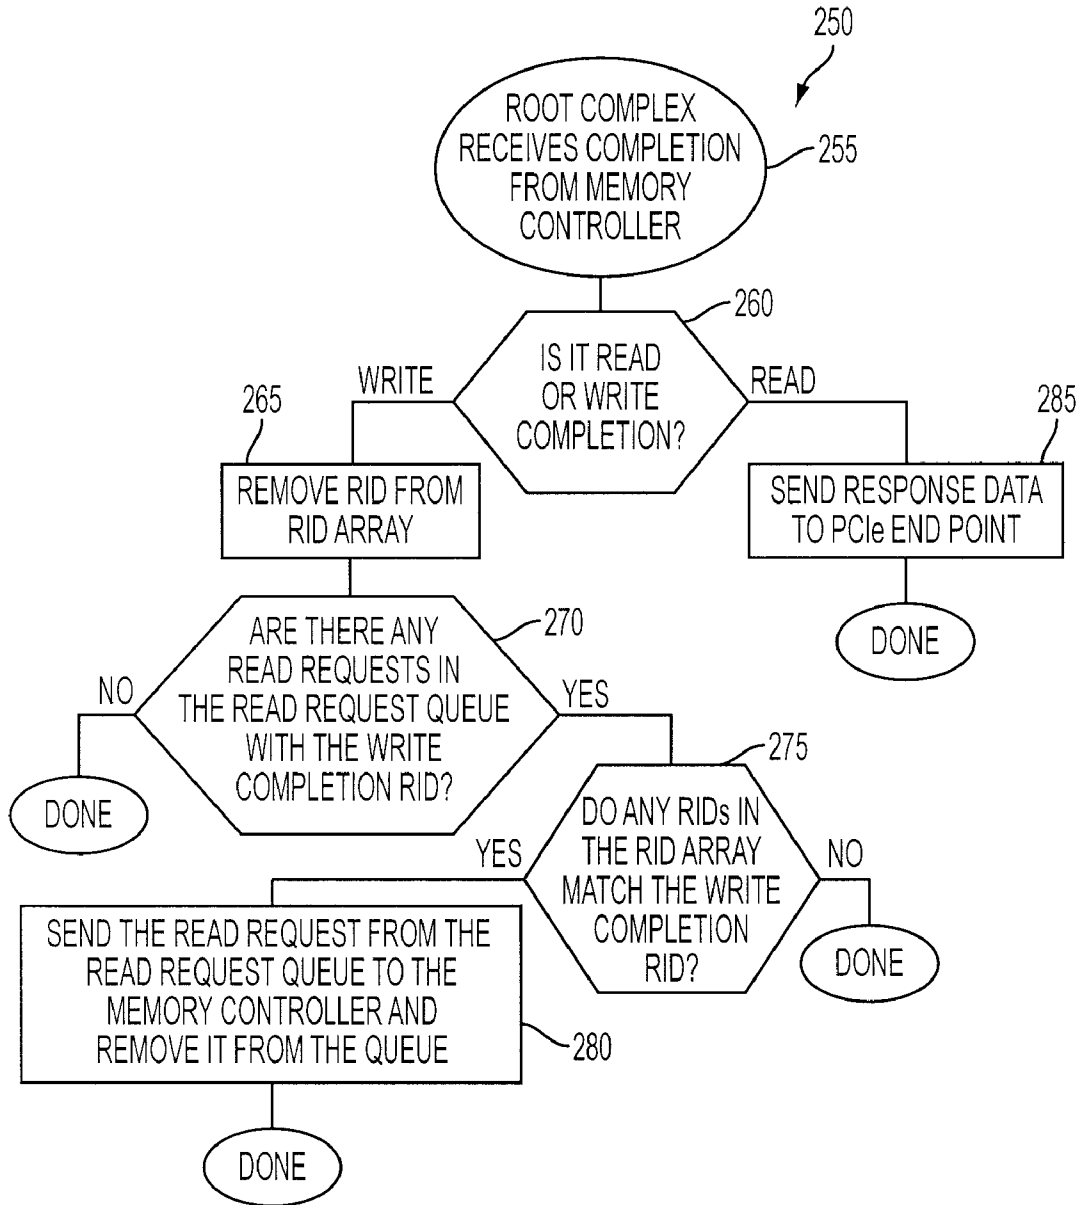 250
ROOT COMPLEX
RECEIVES COMPLETION
FROM MEMORY
CONTROLLER
255
260
IS IT READ
OR WRITE
COMPLETION?
WRITE
READ
265
285
REMOVE RID FROM
RID ARRAY
SEND RESPONSE DATA
TO PCIe END POINT
DONE
270
ARE THERE ANY
READ REQUESTS IN
THE READ REQUEST QUEUE
WITH THE WRITE
COMPLETION RID?
NO
YES
DONE
275
DO ANY RIDs IN
THE RID ARRAY
MATCH THE WRITE
COMPLETION
RID?
YES
NO
DONE
SEND THE READ REQUEST FROM THE
READ REQUEST QUEUE TO THE
MEMORY CONTROLLER AND
REMOVE IT FROM THE QUEUE
280
DONE